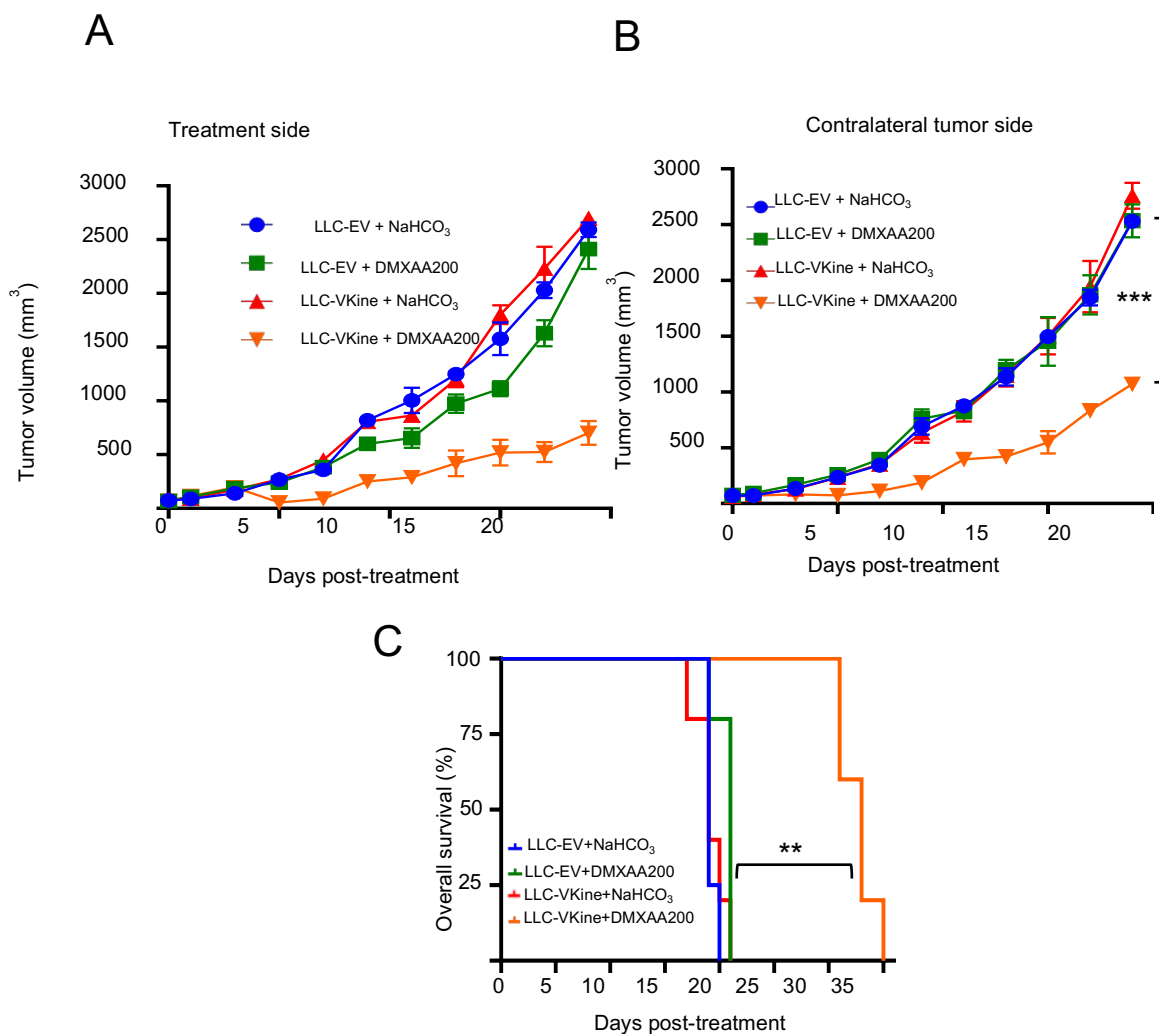 A
B
Treatment side
Contralateral tumor side
3000
2500
2000
1500
1000
500
Tumor volume (mm³)
LLC-EV + NaHCO₃
LLC-EV + DMXAA200
LLC-VKine + NaHCO₃
LLC-VKine + DMXAA200
0 5 10 15 20
Days post-treatment
3000
2500
2000
1500
1000
500
Tumor volume (mm³)
LLC-EV + NaHCO₃
LLC-EV + DMXAA200
LLC-VKine + NaHCO₃
LLC-VKine + DMXAA200
***
0 5 10 15 20
Days post-treatment
C
100
75
50
25
Overall survival (%)
LLC-EV+NaHCO₃
LLC-EV+DMXAA200
LLC-VKine+NaHCO₃
LLC-VKine+DMXAA200
**
0 5 10 15 20 25 30 35
Days post-treatment